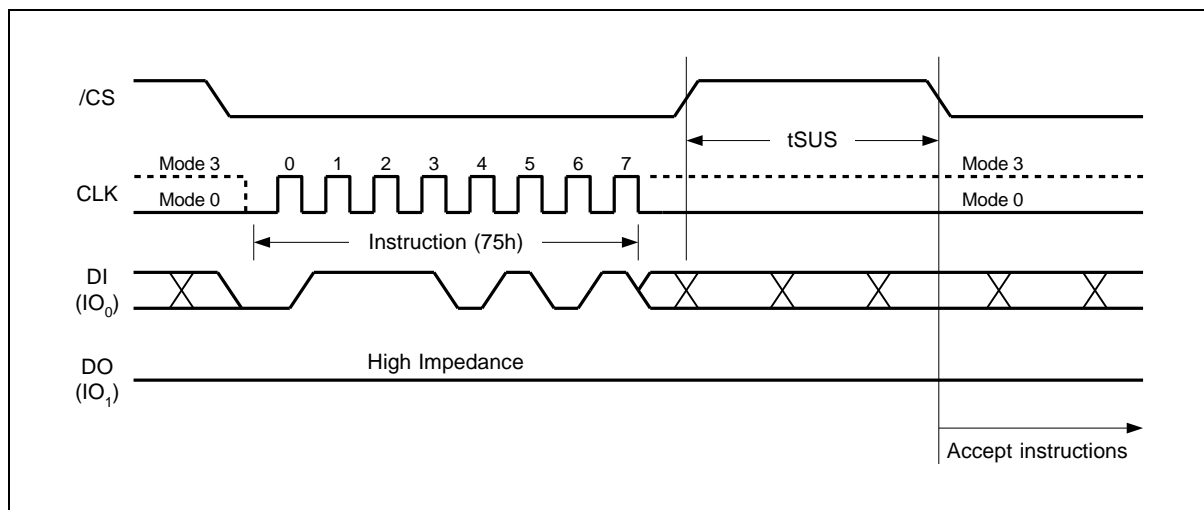 /CS
tSUS
Mode 3
0 1 2 3 4 5 6 7
Mode 3
CLK
Mode 0
Mode 0
Instruction (75h)
DI
(IO0)
High Impedance
DO
(IO1)
Accept instructions